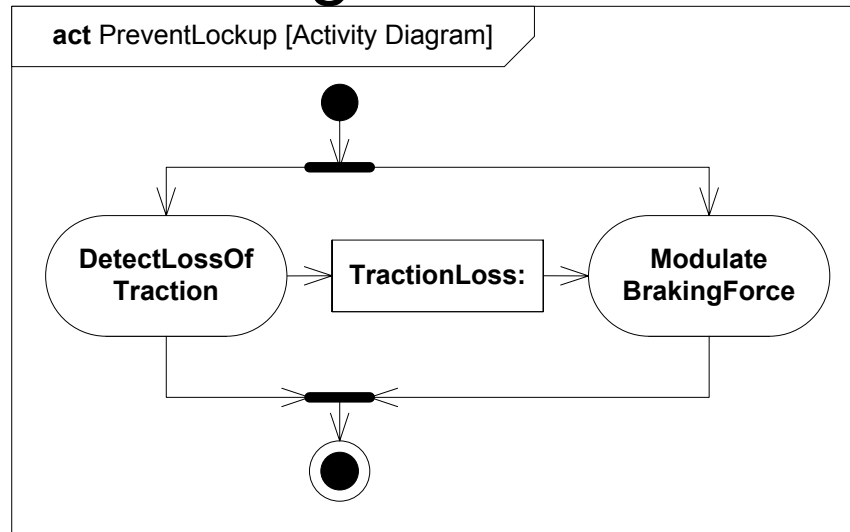 act PreventLockup [Activity Diagram]
DetectLossOf
Traction
TractionLoss:
Modulate
BrakingForce